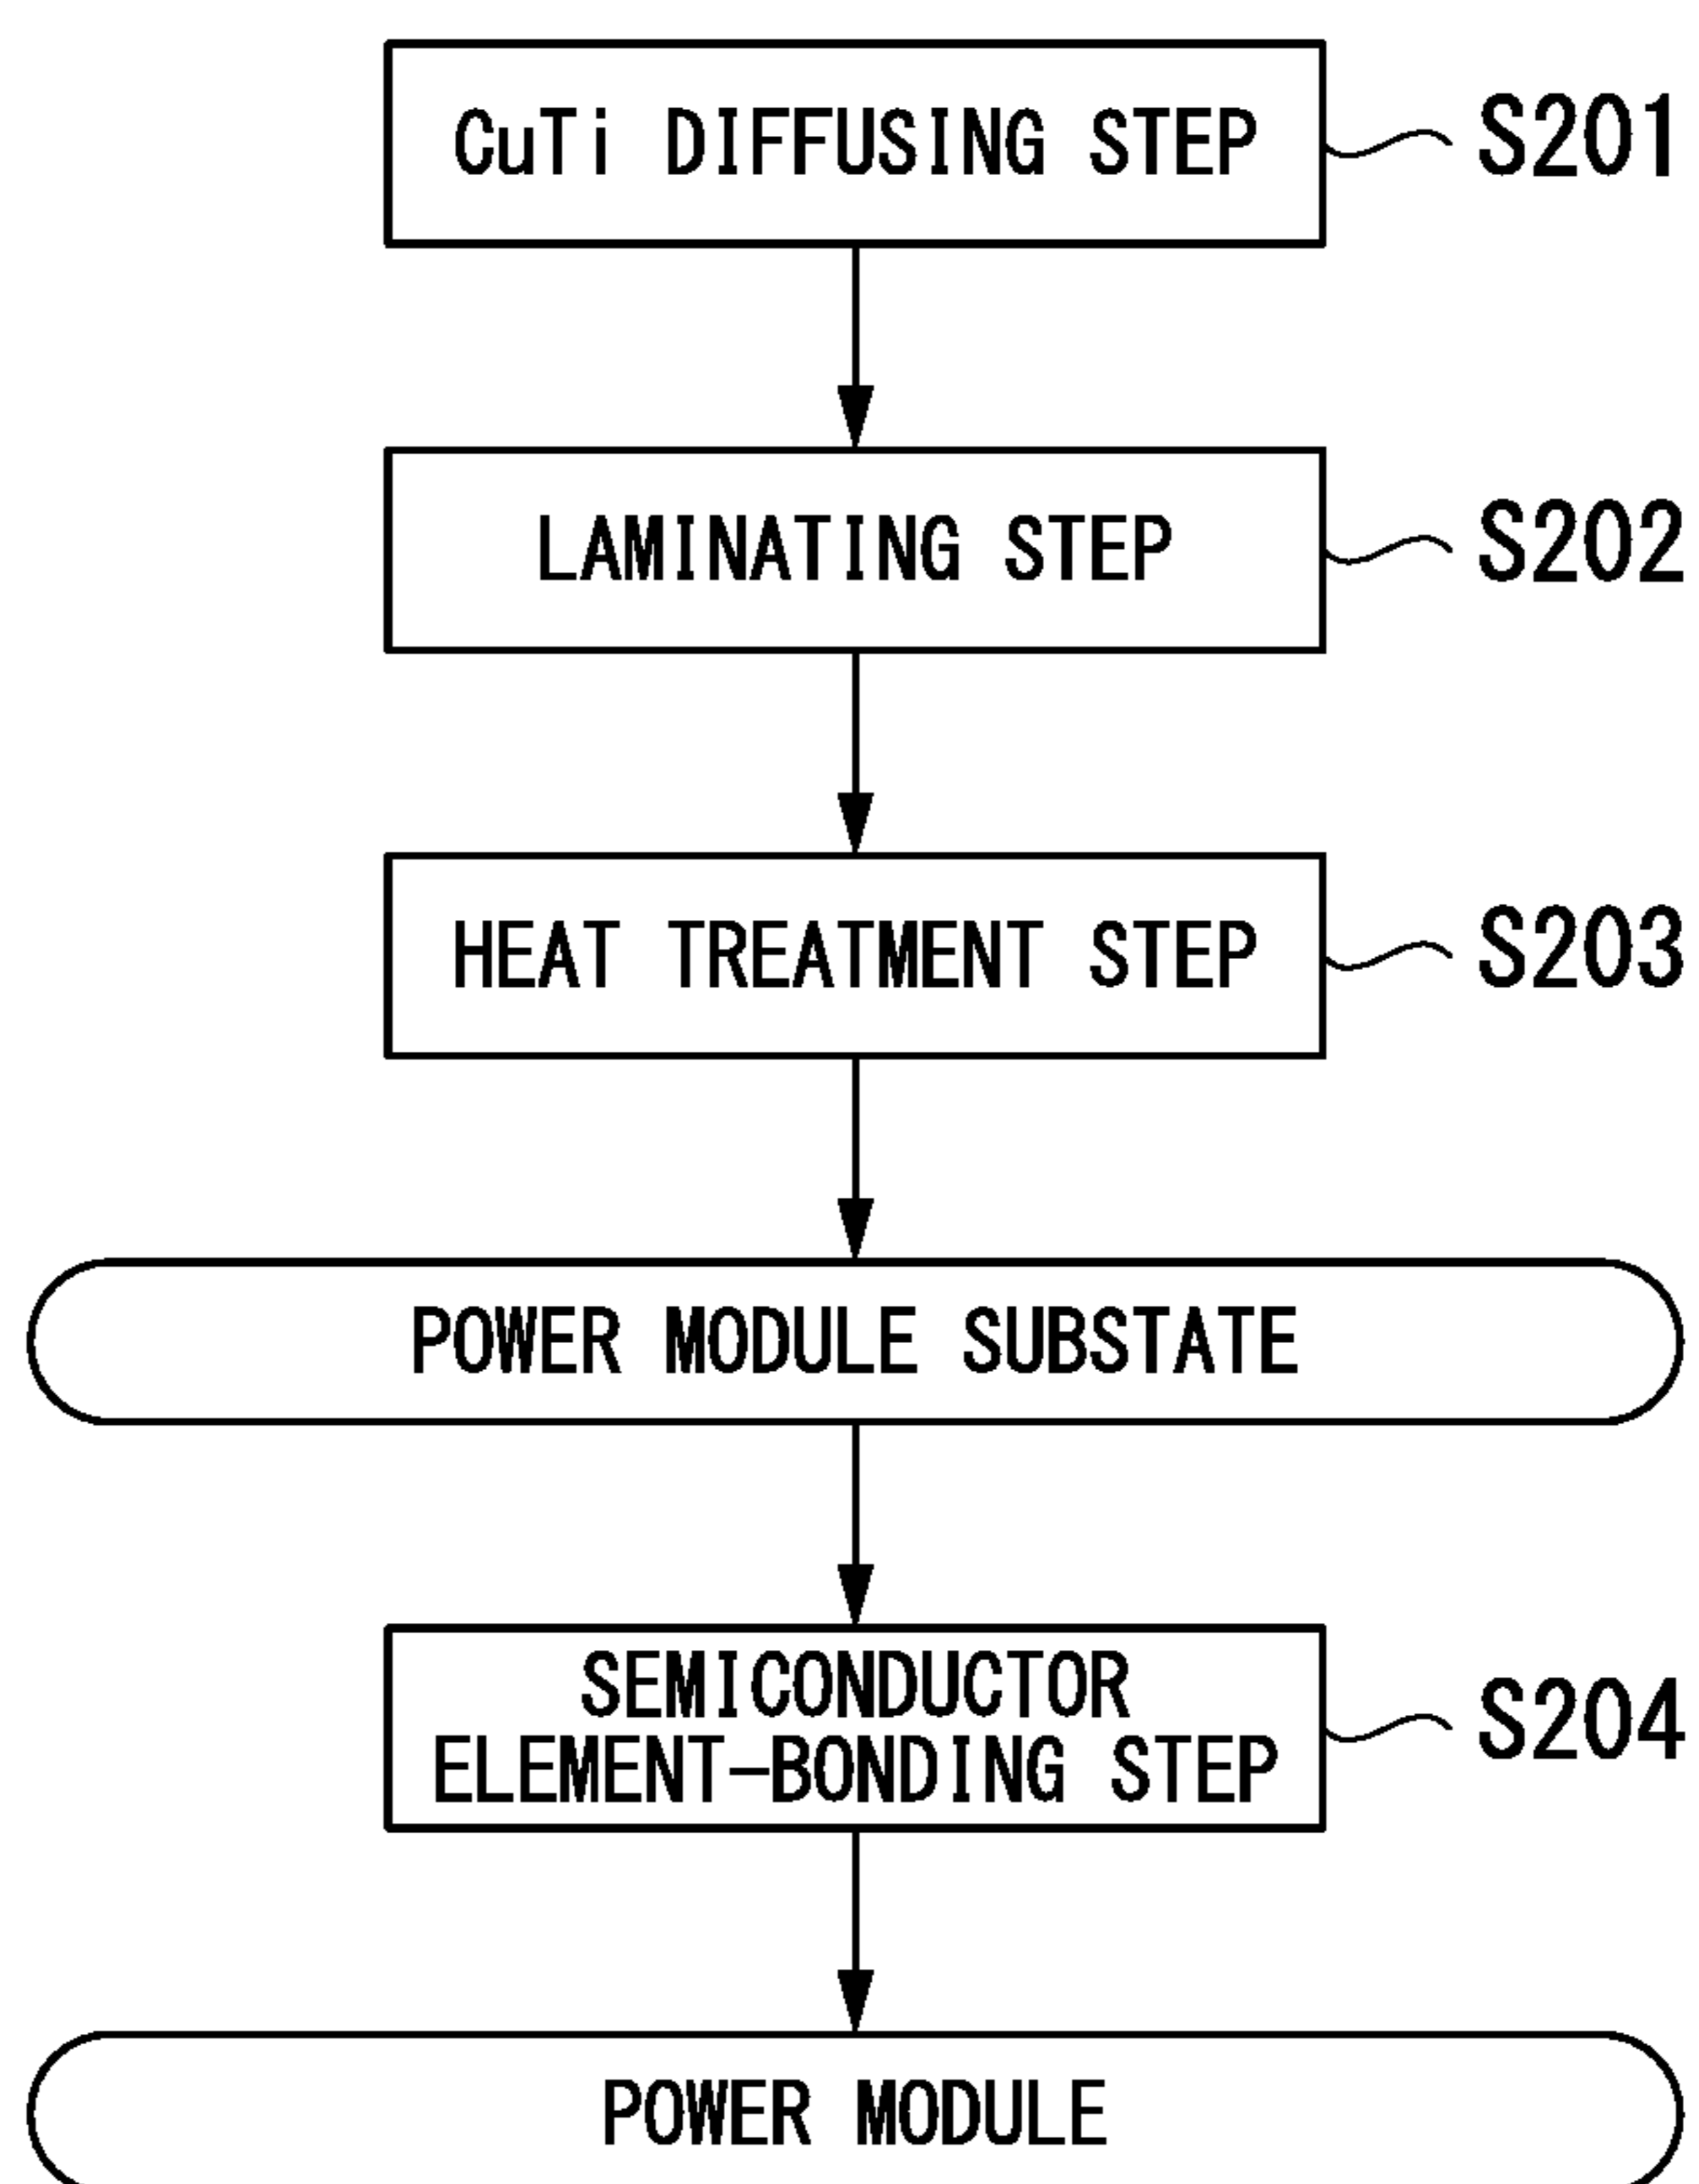 CuTi DIFFUSING STEP
S201
LAMINATING STEP
S202
HEAT TREATMENT STEP
S203
POWER MODULE SUBSTATE
SEMICONDUCTOR
ELEMENT-BONDING STEP
S204
POWER MODULE